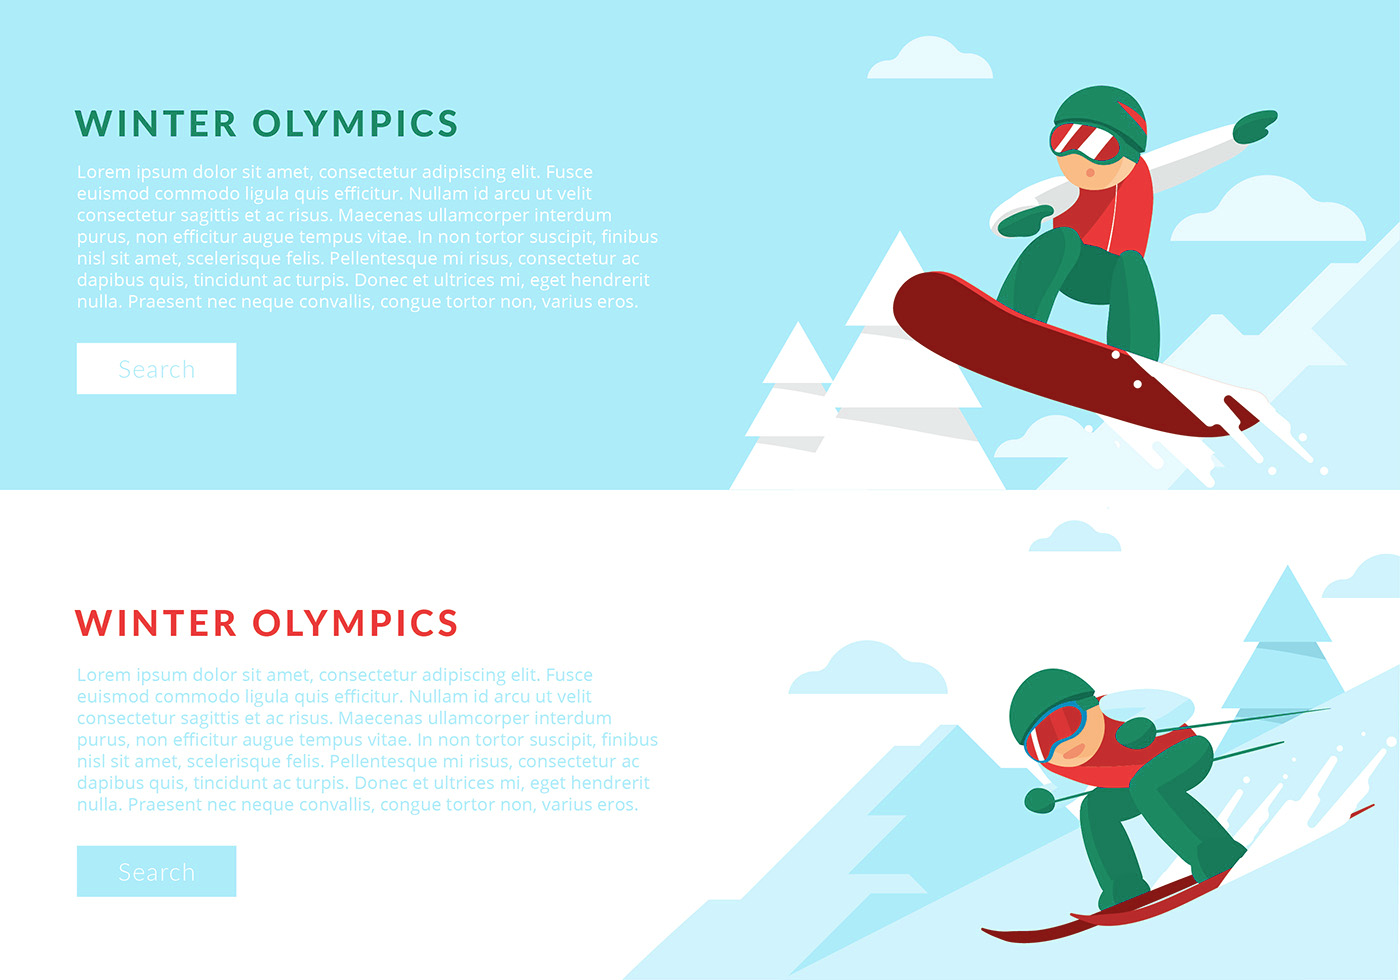 WINTER OLYMPICS
Lorem ipsum dolor sit amet, consectetur adipiscing elit. Fusce
euismod commodo ligula quis efficitur. Nullam id arcu ut velit
consectetur sagittis et ac risus. Maecenas ullamcorper interdum
purus, non efficitur augue tempus vitae. In non tortor suscipit, finibus
nisl sit amet, scelerisque felis. Pellentesque mi risus, consectetur ac
dapibus quis, tincidunt ac turpis. Donec et ultrices mi, eget hendrerit
nulla. Praesent nec neque convallis, congue tortor non, varius eros.
Search
WINTER OLYMPICS
Lorem ipsum dolor sit amet, consectetur adipiscing elit. Fusce
euismod commodo ligula quis efficitur. Nullam id arcu ut velit
consectetur sagittis et ac risus. Maecenas ullamcorper interdum
purus, non efficitur augue tempus vitae. In non tortor suscipit, finibus
nisl sit amet, scelerisque felis. Pellentesque mi risus, consectetur ac
dapibus quis, tincidunt ac turpis. Donec et ultrices mi, eget hendrerit
nulla. Praesent nec neque convallis, congue tortor non, varius eros.
Search